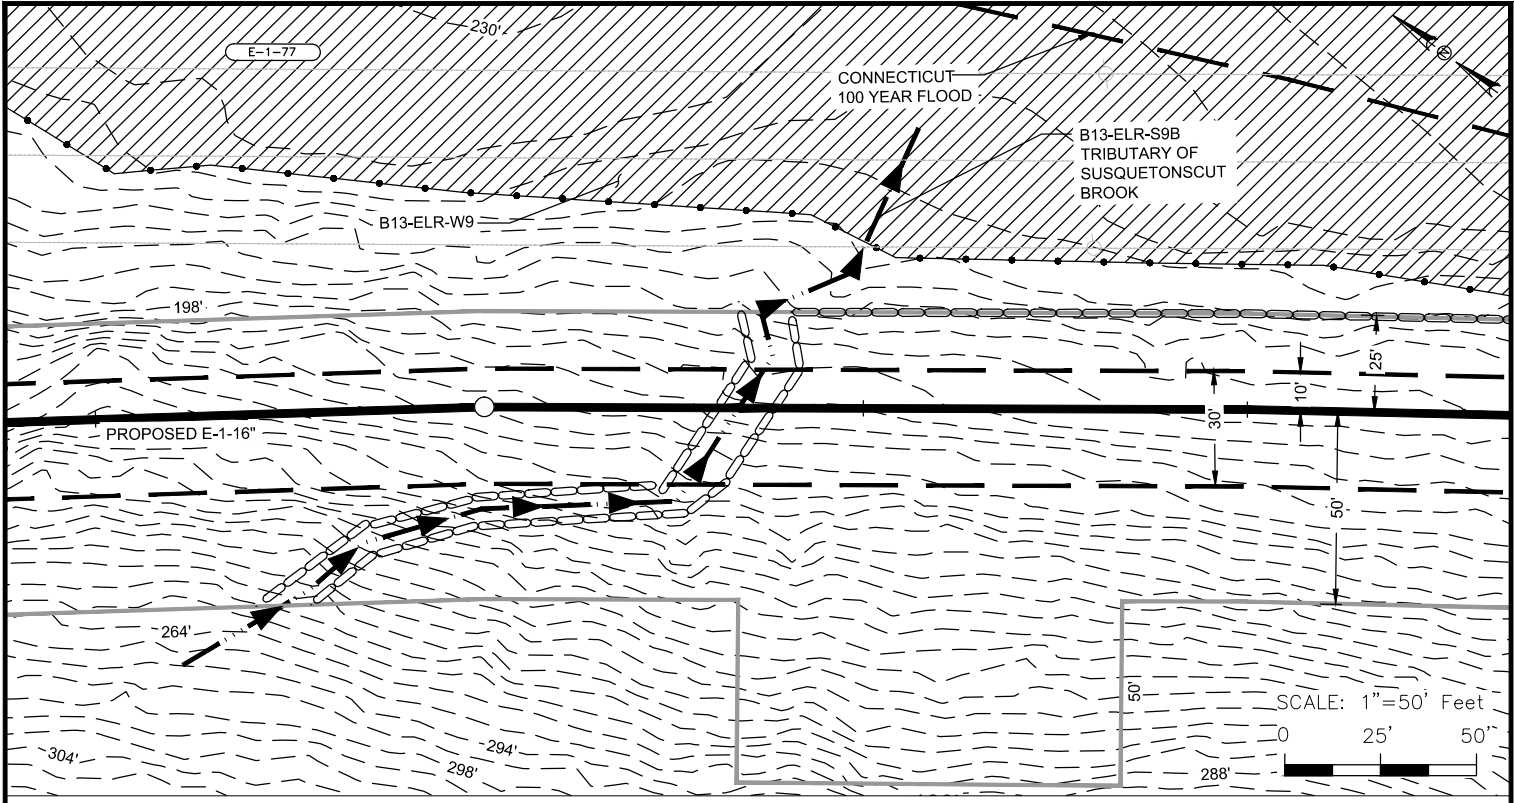 230'
E-1-77
N
CONNECTICUT
100 YEAR FLOOD
B13-ELR-S9B
TRIBUTARY OF
SUSQUETONSCUT
BROOK
B13-ELR-W9
198'
25'
10'
30'
PROPOSED E-1-16"
50'
264'
50'
SCALE: 1"=50' Feet
0 25' 50'
304'
294'
298'
288'